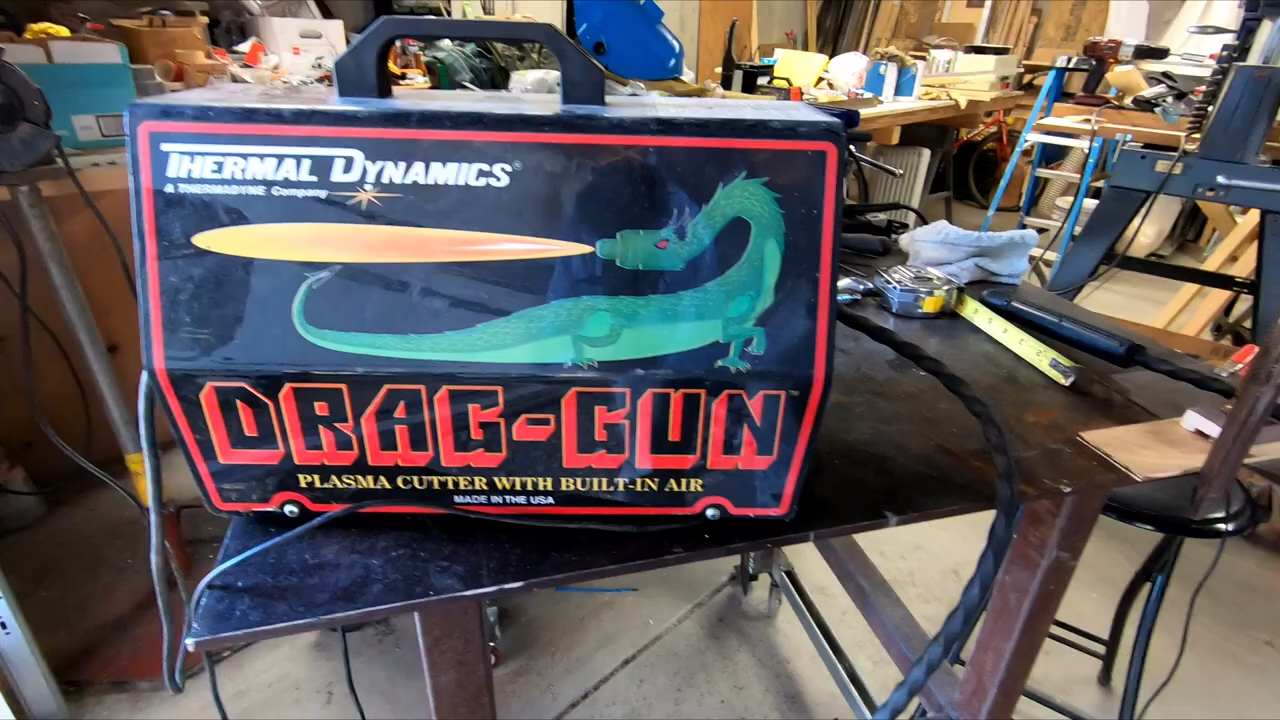 THERMAL DYNAMICS®
A THERMADYNE Company
DRAG-GUN™
PLASMA CUTTER WITH BUILT-IN AIR
MADE IN THE USA